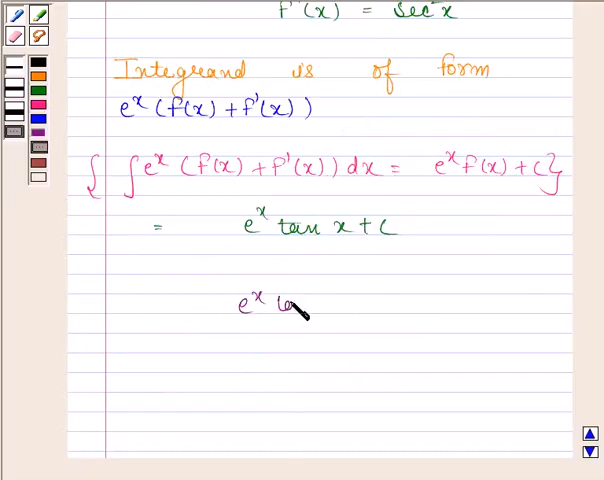 f'(x) = sec²x
Integrand is of form
eˣ (f(x) + f'(x))
{ ∫eˣ (f(x) + f'(x)) dx = eˣ f(x) + C}
= eˣ tan x + C
eˣ